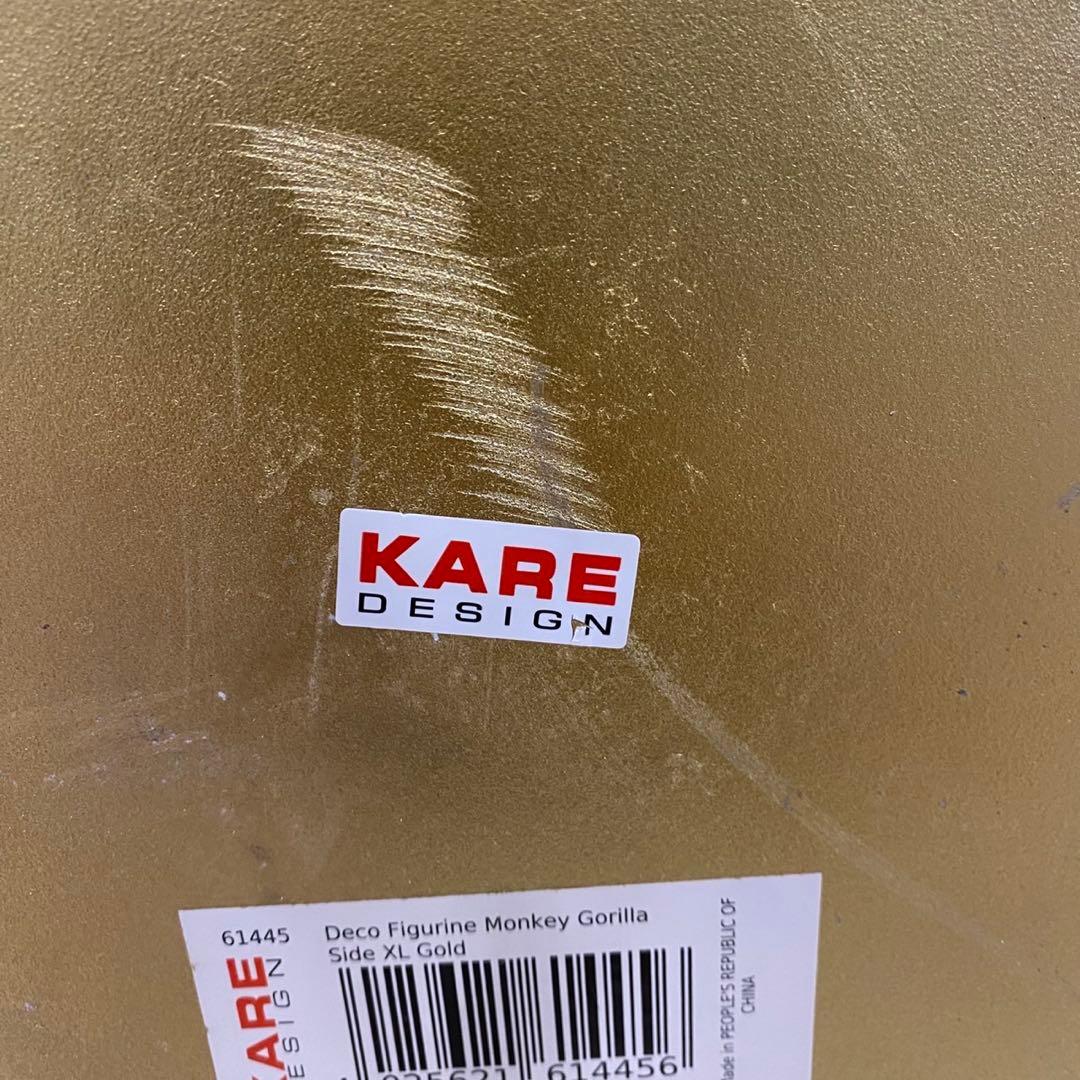 KARE
DESIGN
61445
Deco Figurine Monkey Gorilla
Side XL Gold
KARE
DESIGN
614456
Made in PEOPLE'S REPUBLIC OF
CHINA